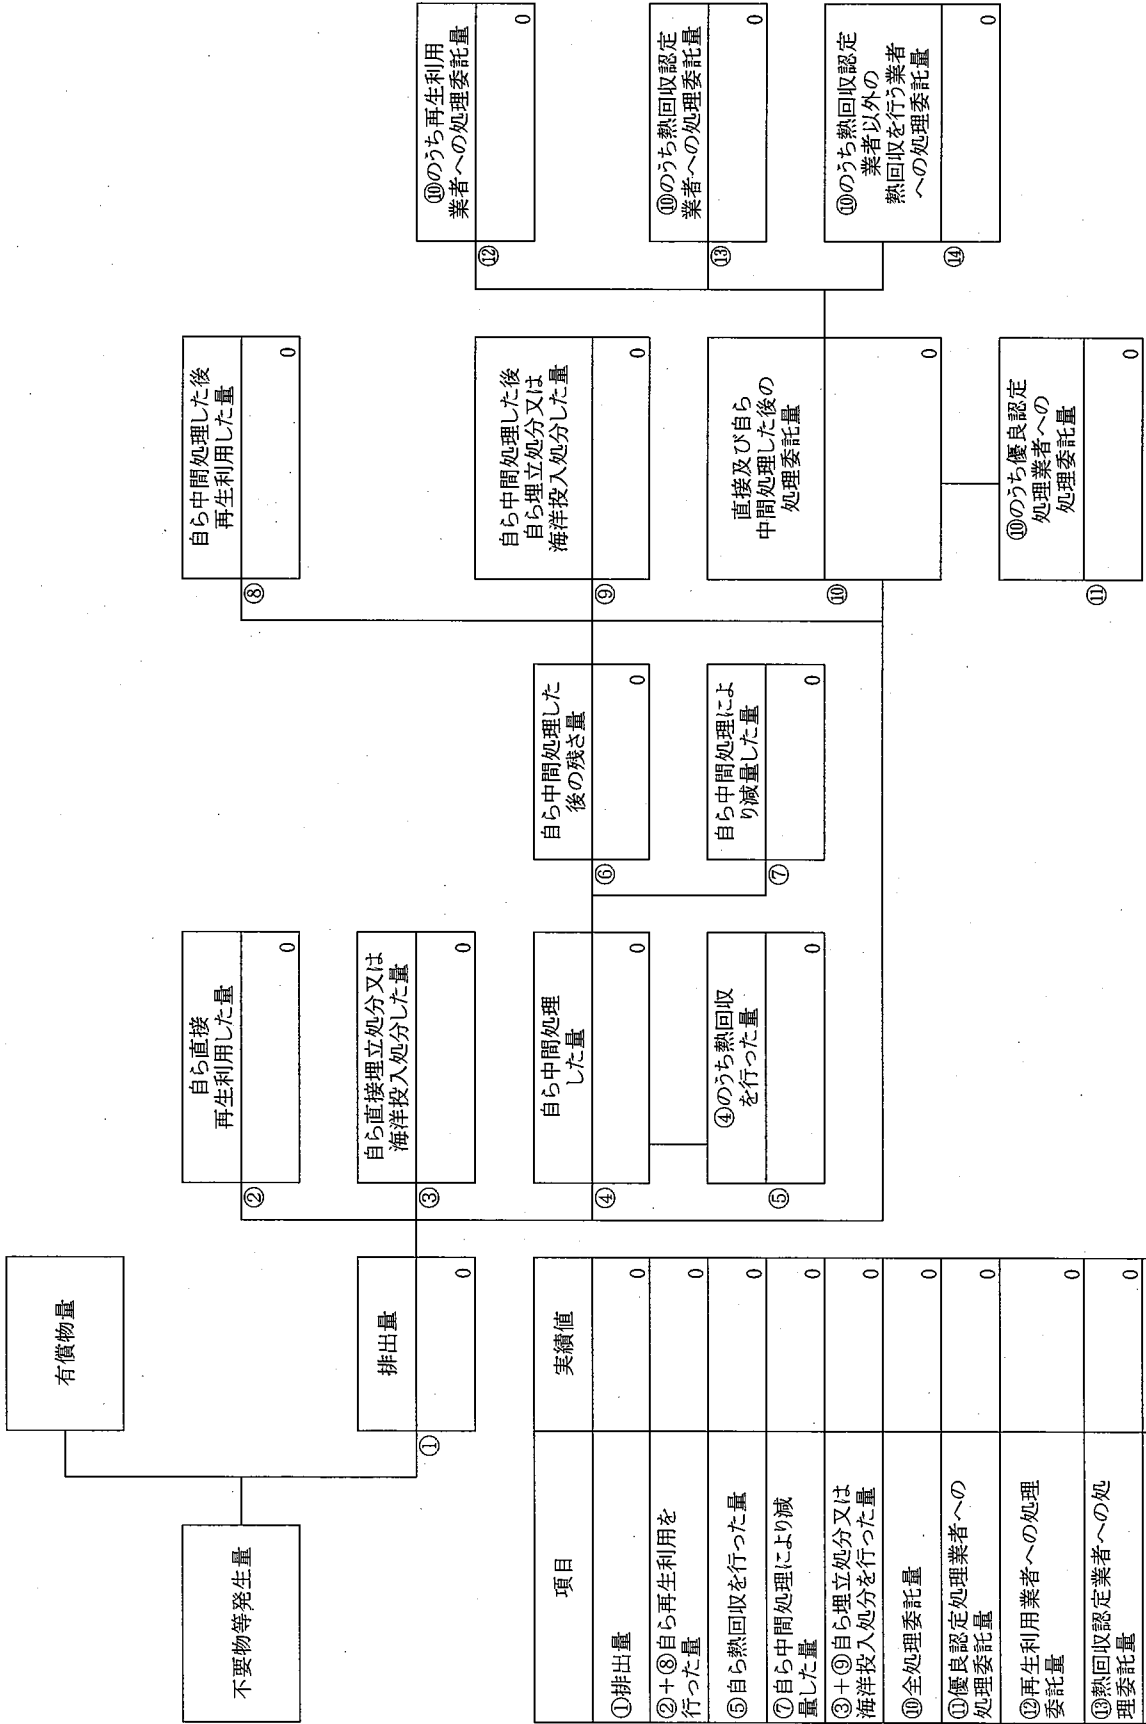 不要物等発生量
有償物量
排出量
①
0
自ら直接
再生利用した量
②
0
自ら直接埋立処分又は
海洋投入処分した量
③
0
自ら中間処理
した量
④
0
④のうち熱回収
を行った量
⑤
0
自ら中間処理した
後の残さ量
⑥
0
自ら中間処理によ
り減量した量
⑦
0
自ら中間処理した後
再生利用した量
⑧
0
自ら中間処理した後
自ら埋立処分又は
海洋投入処分した量
⑨
0
直接及び自ら
中間処理した後の
処理委託量
⑩
0
⑩のうち優良認定
処理業者への
処理委託量
⑪
0
⑩のうち再生利用
業者への処理委託量
⑫
0
⑩のうち熱回収認定
業者への処理委託量
⑬
0
⑩のうち熱回収認定
業者以外の
熱回収を行う業者
への処理委託量
⑭
0
項目 実績値
①排出量 0
②+⑧自ら再生利用を
行った量 0
⑤自ら熱回収を行った量 0
⑦自ら中間処理により減
量した量 0
③+⑨自ら埋立処分又は
海洋投入処分を行った量 0
⑩全処理委託量 0
⑪優良認定処理業者への
処理委託量 0
⑫再生利用業者への処理
委託量 0
⑬熱回収認定業者への処
理委託量 0